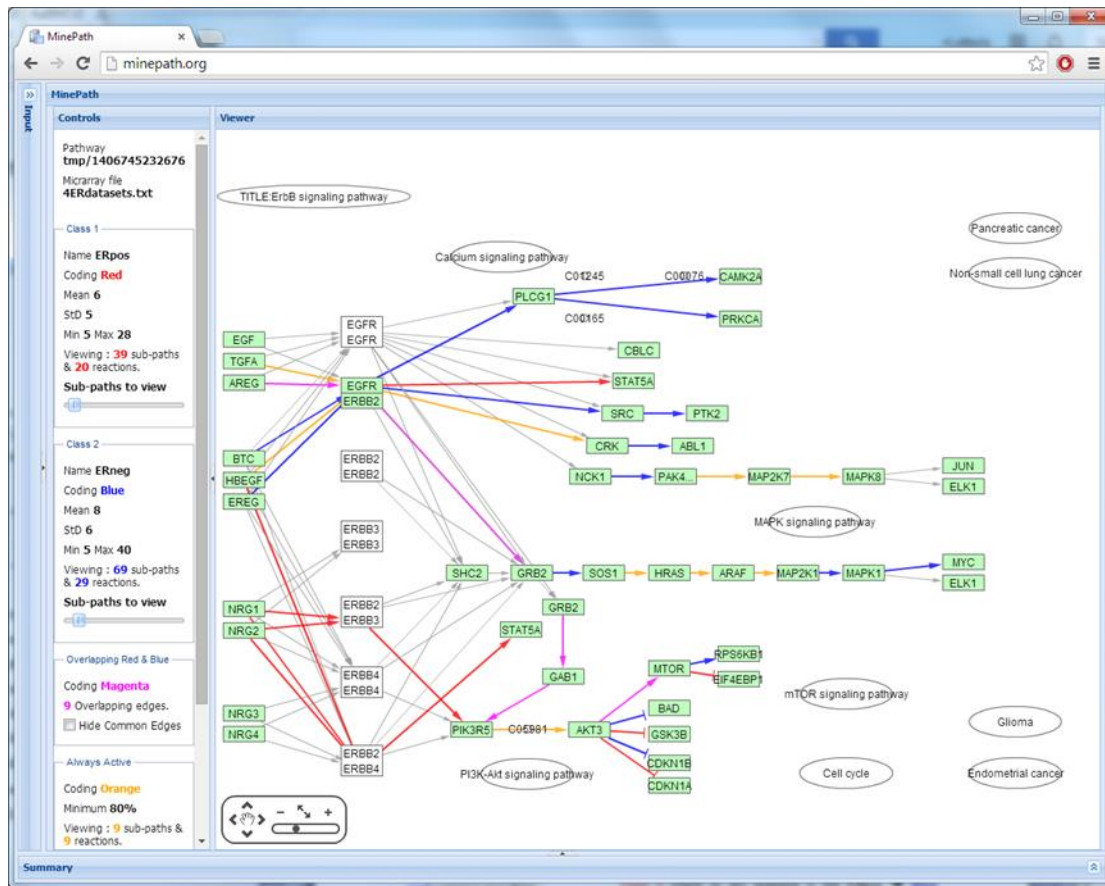 MinePath
minepath.org
MinePath
Input
Controls
Viewer
Pathway
tmp/1406745232676
Micrarray file
4ERdatasets.txt
Class 1
Name ERpos
Coding Red
Mean 6
StD 5
Min 5 Max 28
Viewing : 39 sub-paths
& 20 reactions.
Sub-paths to view
Class 2
Name ERneg
Coding Blue
Mean 8
StD 6
Min 5 Max 40
Viewing : 69 sub-paths
& 29 reactions.
Sub-paths to view
Overlapping Red & Blue
Coding Magenta
9 Overlapping edges.
Hide Common Edges
Always Active
Coding Orange
Minimum 80%
Viewing : 9 sub-paths &
9 reactions.
TITLE:ErbB signaling pathway
Pancreatic cancer
Calcium signaling pathway
Non-small cell lung cancer
C01245
CAMK2A
PLCG1
C00165
PRKCA
EGFR
EGFR
EGF
CBLC
TGFA
AREG
EGFR
ERBB2
STAT5A
SRC
PTK2
CRK
ABL1
BTC
HBEGF
EREG
ERBB2
ERBB2
NCK1
PAK4...
MAP2K7
MAPK8
JUN
ELK1
MAPK signaling pathway
ERBB3
ERBB3
SHC2
GRB2
SOS1
HRAS
ARAF
MAP2K1
MAPK1
MYC
ELK1
NRG1
NRG2
ERBB2
ERBB3
GRB2
STAT5A
ERBB4
ERBB4
GAB1
MTOR
RPS6KB1
EIF4EBP1
mTOR signaling pathway
NRG3
NRG4
BAD
PIK3R5
C05981
AKT3
GSK3B
Glioma
ERBB2
ERBB4
CDKN1B
CDKN1A
PI3K-Akt signaling pathway
Cell cycle
Endometrial cancer
Summary